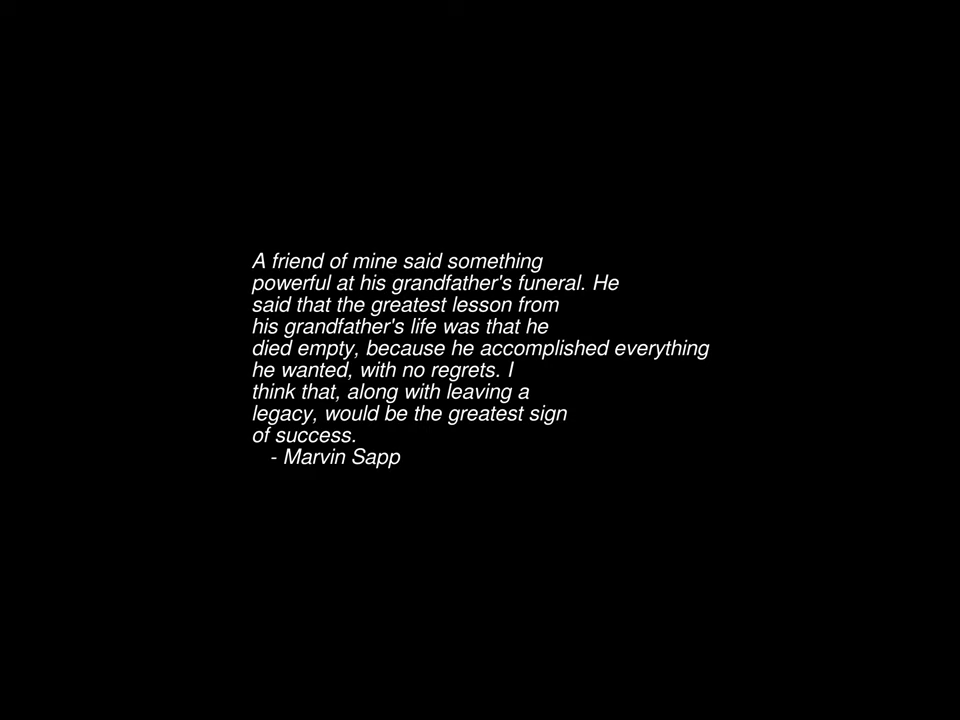 A friend of mine said something
powerful at his grandfather's funeral. He
said that the greatest lesson from
his grandfather's life was that he
died empty, because he accomplished everything
he wanted, with no regrets. I
think that, along with leaving a
legacy, would be the greatest sign
of success.
- Marvin Sapp